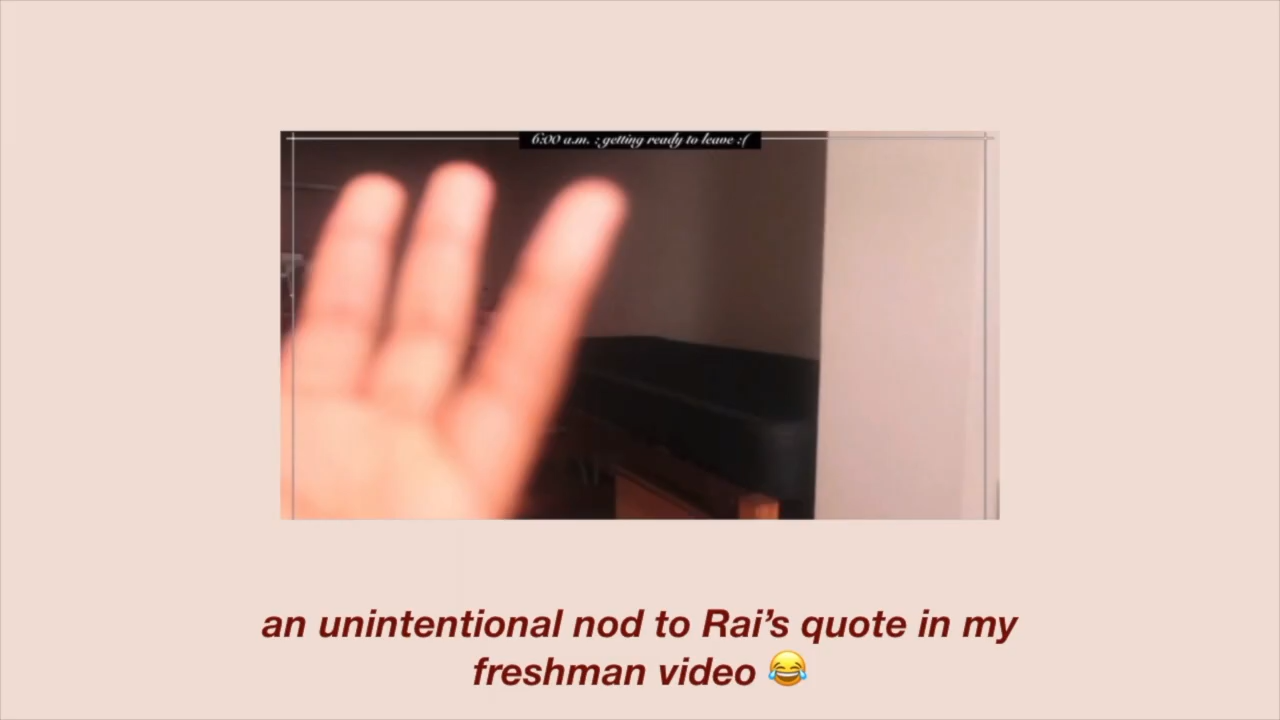 6:00 a.m. : getting ready to leave :(
an unintentional nod to Rai’s quote in my
freshman video 😂